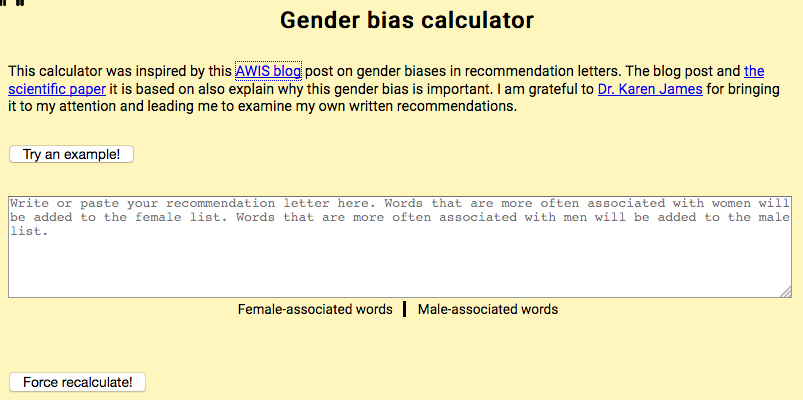 Gender bias calculator
This calculator was inspired by this AWIS blog post on gender biases in recommendation letters. The blog post and the
scientific paper it is based on also explain why this gender bias is important. I am grateful to Dr. Karen James for bringing
it to my attention and leading me to examine my own written recommendations.
Try an example!
Write or paste your recommendation letter here. Words that are more often associated with women will
be added to the female list. Words that are more often associated with men will be added to the male
list.
Female-associated words Male-associated words
Force recalculate!